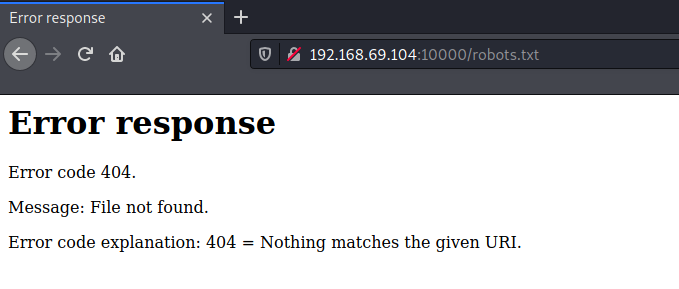 Error response
192.168.69.104:10000/robots.txt
Error response
Error code 404.
Message: File not found.
Error code explanation: 404 = Nothing matches the given URI.